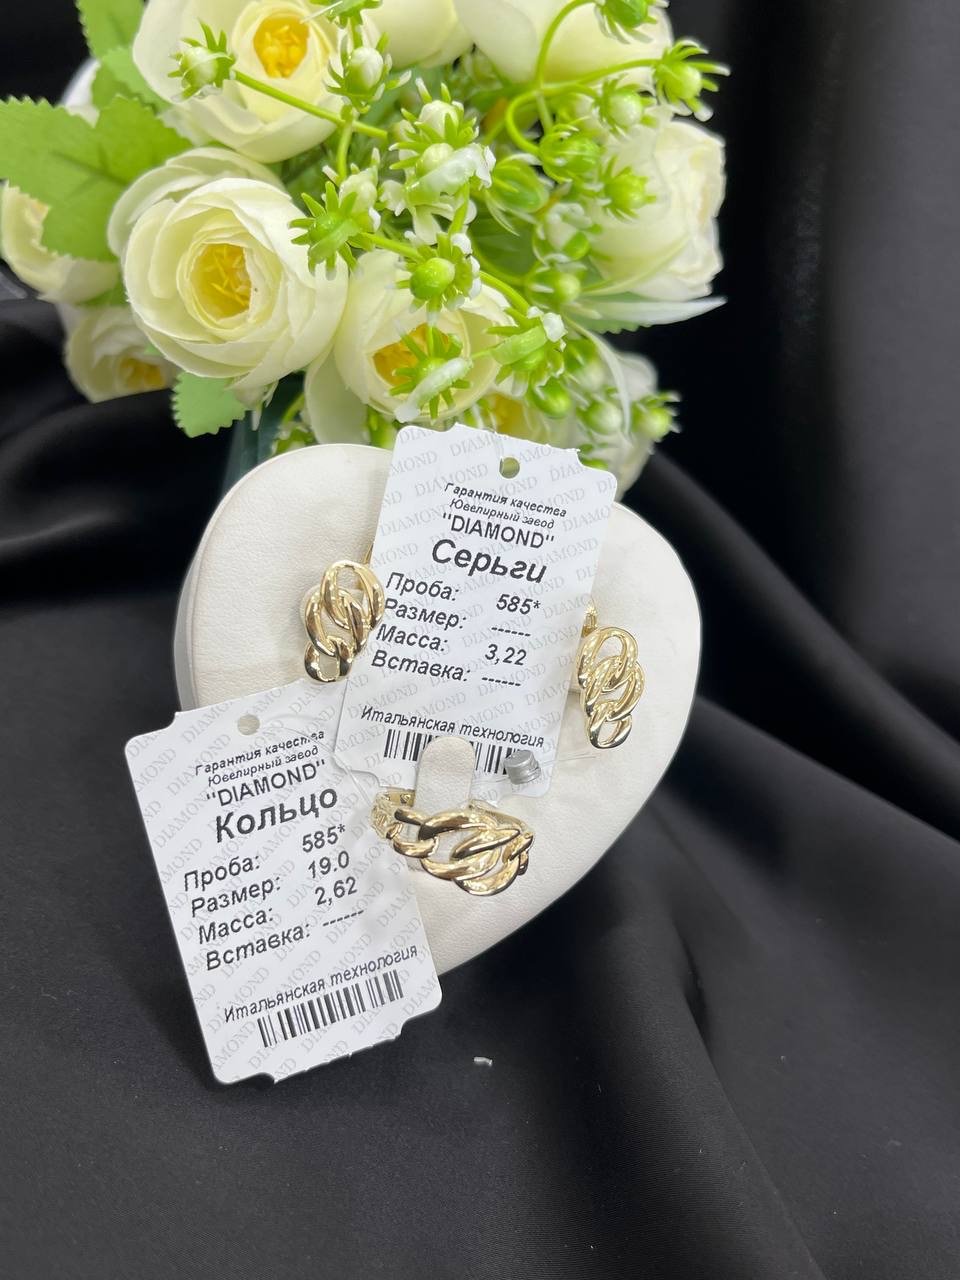 Гарантия качества
Ювелирный завод
"DIAMOND"
Серьги
Проба: 585*
Размер: ------
Масса: 3,22
Вставка: ------
Итальянская технология
Гарантия качества
Ювелирный завод
"DIAMOND"
Кольцо
Проба: 585*
Размер: 19.0
Масса: 2,62
Вставка: ------
Итальянская технология